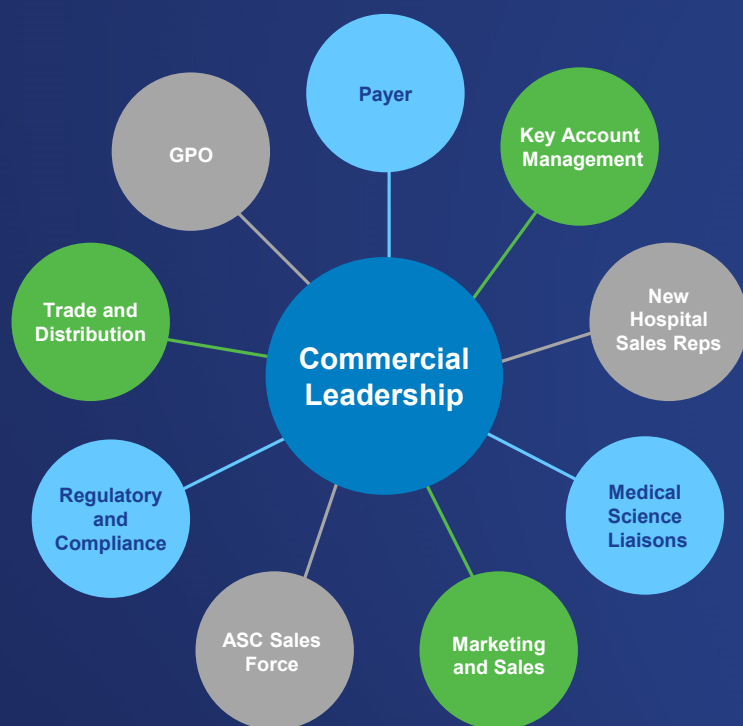 Payer
Key Account
Management
GPO
New
Hospital
Sales Reps
Trade and
Distribution
Commercial
Leadership
Regulatory
and
Compliance
Medical
Science
Liaisons
ASC Sales
Force
Marketing
and Sales